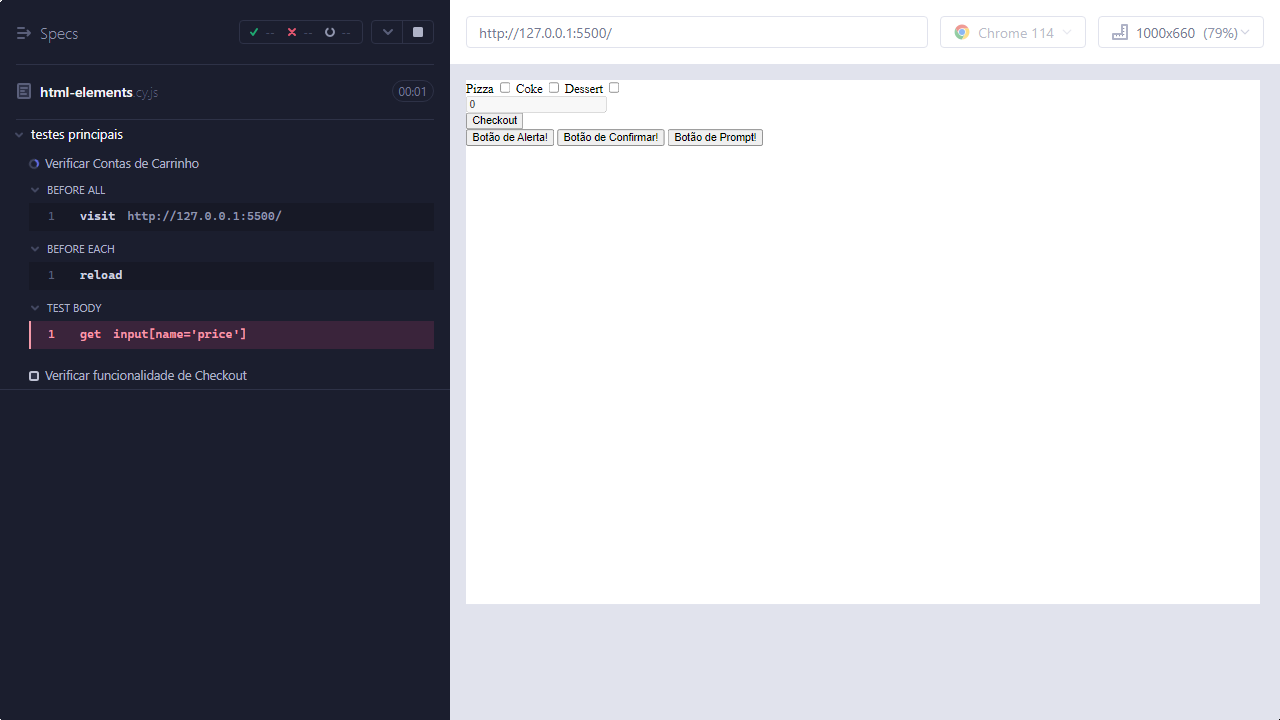 Specs
-- -- --
html-elements.cy.js 00:01
testes principais
Verificar Contas de Carrinho
BEFORE ALL
1 visit http://127.0.0.1:5500/
BEFORE EACH
1 reload
TEST BODY
1 get input[name='price']
Verificar funcionalidade de Checkout
http://127.0.0.1:5500/
Chrome 114
1000x660 (79%)
Pizza Coke Dessert
0
Checkout
Botão de Alerta! Botão de Confirmar! Botão de Prompt!